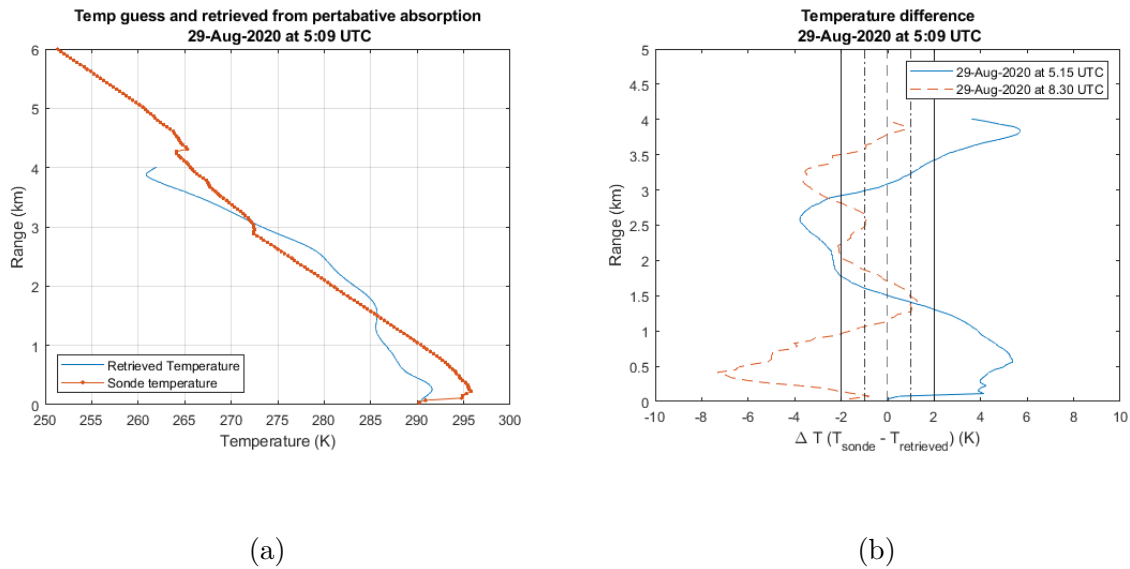 Temp guess and retrieved from pertabative absorption
29-Aug-2020 at 5:09 UTC
6
5
4
3
2
1
0
Range (km)
Retrieved Temperature
Sonde temperature
250 255 260 265 270 275 280 285 290 295 300
Temperature (K)
(a)
Temperature difference
29-Aug-2020 at 5:09 UTC
5
4.5
4
3.5
3
2.5
2
1.5
1
0.5
0
Range (km)
29-Aug-2020 at 5.15 UTC
29-Aug-2020 at 8.30 UTC
-10 -8 -6 -4 -2 0 2 4 6 8 10
Δ T (T_sonde - T_retrieved) (K)
(b)